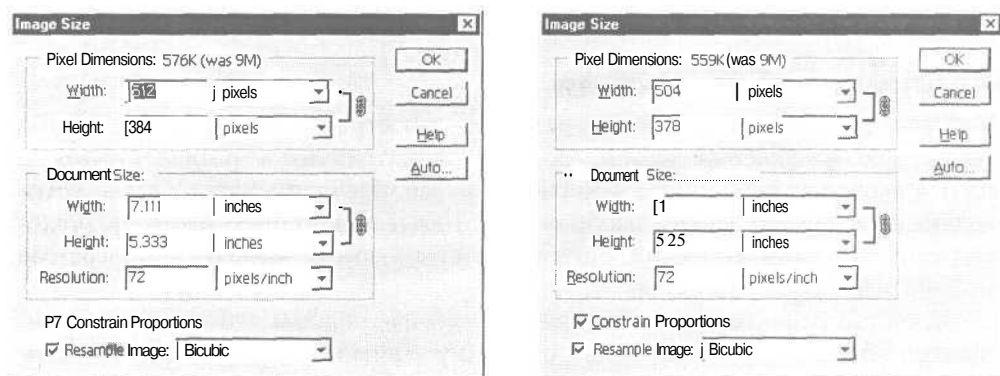 Image Size
Pixel Dimensions: 576K (was 9M)
Width: 512 pixels
Height: [384 pixels
Document Size:
Width: 7.111 inches
Height: 5.333 inches
Resolution: 72 pixels/inch
P7 Constrain Proportions
Resample Image: Bicubic
OK
Cancel
Help
Auto...
Image Size
Pixel Dimensions: 559K (was 9M)
Width: 504 pixels
Height: 378 pixels
Document Size:
Width: [1 inches
Height: 5 25 inches
Resolution: 72 pixels/inch
Constrain Proportions
Resample Image: j Bicubic
OK
Cancel
Help
Auto...